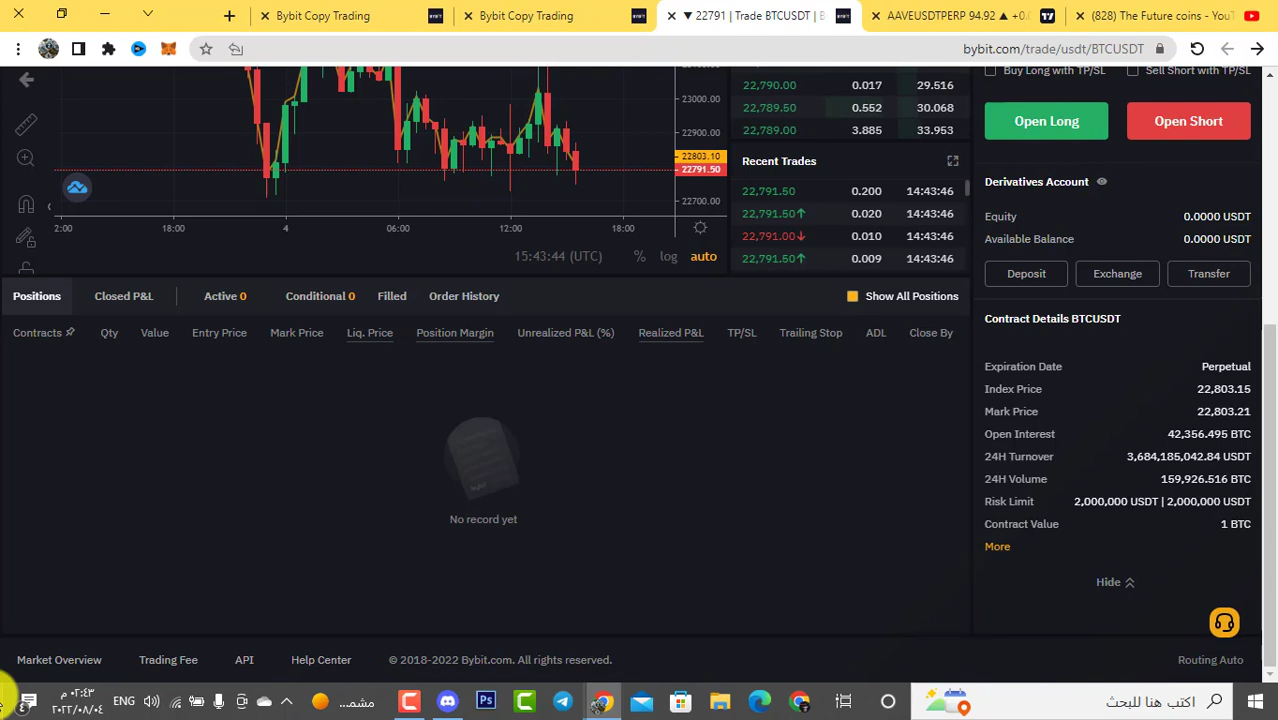 Bybit Copy Trading
Bybit Copy Trading
▼ 22791 | Trade BTCUSDT | B
AAVEUSDTPERP 94.92 ▲ +0.
(828) The Future coins - You
bybit.com/trade/usdt/BTCUSDT
23000.00
22900.00
22803.10
22791.50
22700.00
2:00 18:00 4 06:00 12:00 18:00
15:43:44 (UTC) % log auto
22,790.00 0.017 29.516
22,789.50 0.552 30.068
22,789.00 3.885 33.953
Recent Trades
22,791.50 0.200 14:43:46
22,791.50↑ 0.020 14:43:46
22,791.00↓ 0.010 14:43:46
22,791.50↑ 0.009 14:43:46
Buy Long with TP/SL Sell Short with TP/SL
Open Long Open Short
Derivatives Account
Equity 0.0000 USDT
Available Balance 0.0000 USDT
Deposit Exchange Transfer
Contract Details BTCUSDT
Expiration Date Perpetual
Index Price 22,803.15
Mark Price 22,803.21
Open Interest 42,356.495 BTC
24H Turnover 3,684,185,042.84 USDT
24H Volume 159,926.516 BTC
Risk Limit 2,000,000 USDT | 2,000,000 USDT
Contract Value 1 BTC
More
Hide
Positions Closed P&L Active 0 Conditional 0 Filled Order History Show All Positions
Contracts Qty Value Entry Price Mark Price Liq. Price Position Margin Unrealized P&L (%) Realized P&L TP/SL Trailing Stop ADL Close By
No record yet
Market Overview Trading Fee API Help Center © 2018-2022 Bybit.com. All rights reserved. Routing Auto
٠٢:٤٣ م
٢٠٢٢/٠٨/٠٤
ENG
مشمس...
Ps
اكتب هنا للبحث